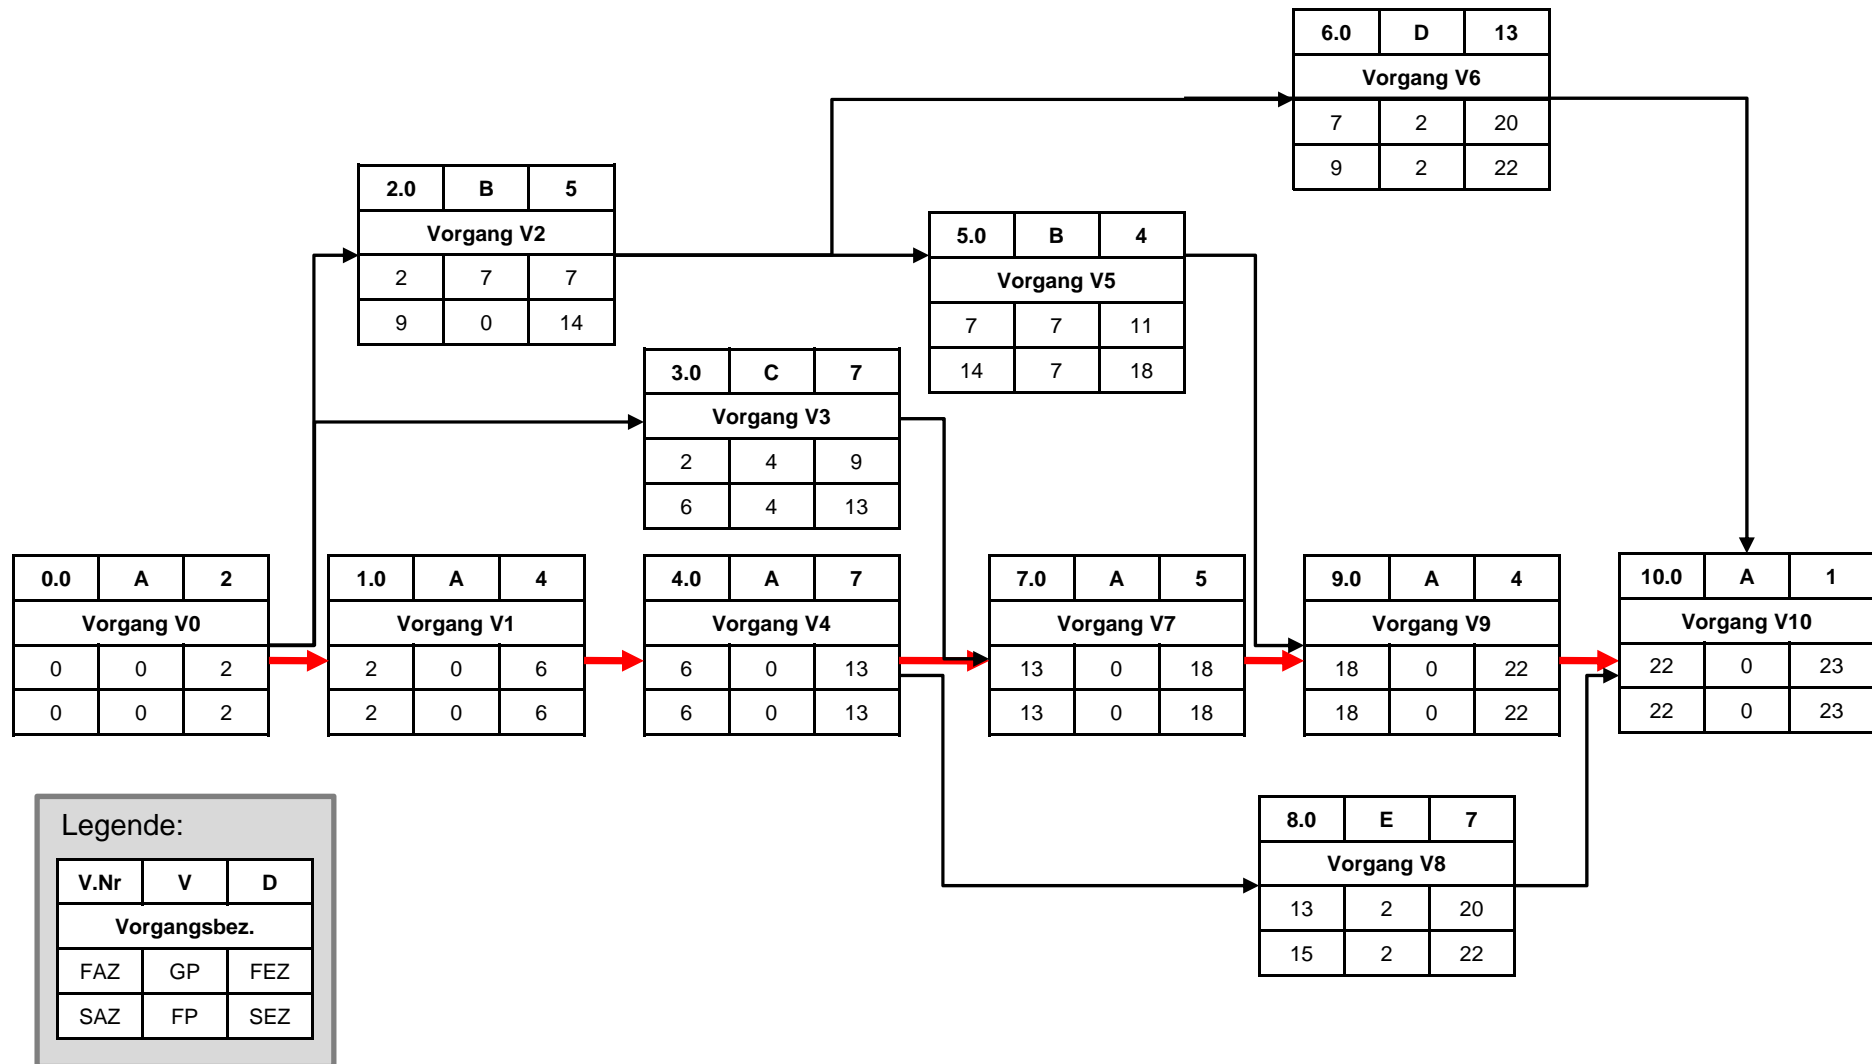 6.0 D 13
Vorgang V6
7 2 20
9 2 22
2.0 B 5
Vorgang V2
2 7 7
9 0 14
5.0 B 4
Vorgang V5
7 7 11
14 7 18
3.0 C 7
Vorgang V3
2 4 9
6 4 13
0.0 A 2
Vorgang V0
0 0 2
0 0 2
1.0 A 4
Vorgang V1
2 0 6
2 0 6
4.0 A 7
Vorgang V4
6 0 13
6 0 13
7.0 A 5
Vorgang V7
13 0 18
13 0 18
9.0 A 4
Vorgang V9
18 0 22
18 0 22
10.0 A 1
Vorgang V10
22 0 23
22 0 23
8.0 E 7
Vorgang V8
13 2 20
15 2 22
Legende:
V.Nr V D
Vorgangsbez.
FAZ GP FEZ
SAZ FP SEZ